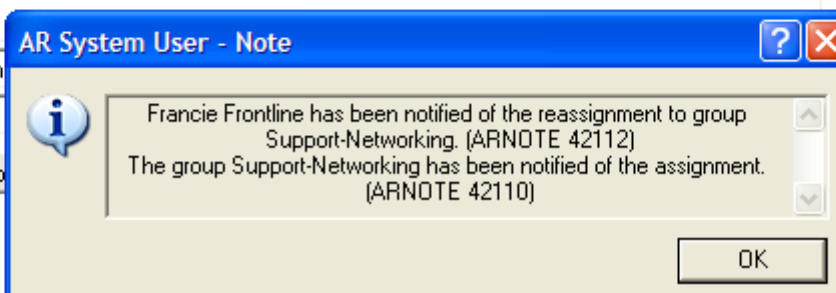 AR System User - Note
Francie Frontline has been notified of the reassignment to group
Support-Networking. (ARNOTE 42112)
The group Support-Networking has been notified of the assignment.
(ARNOTE 42110)
OK